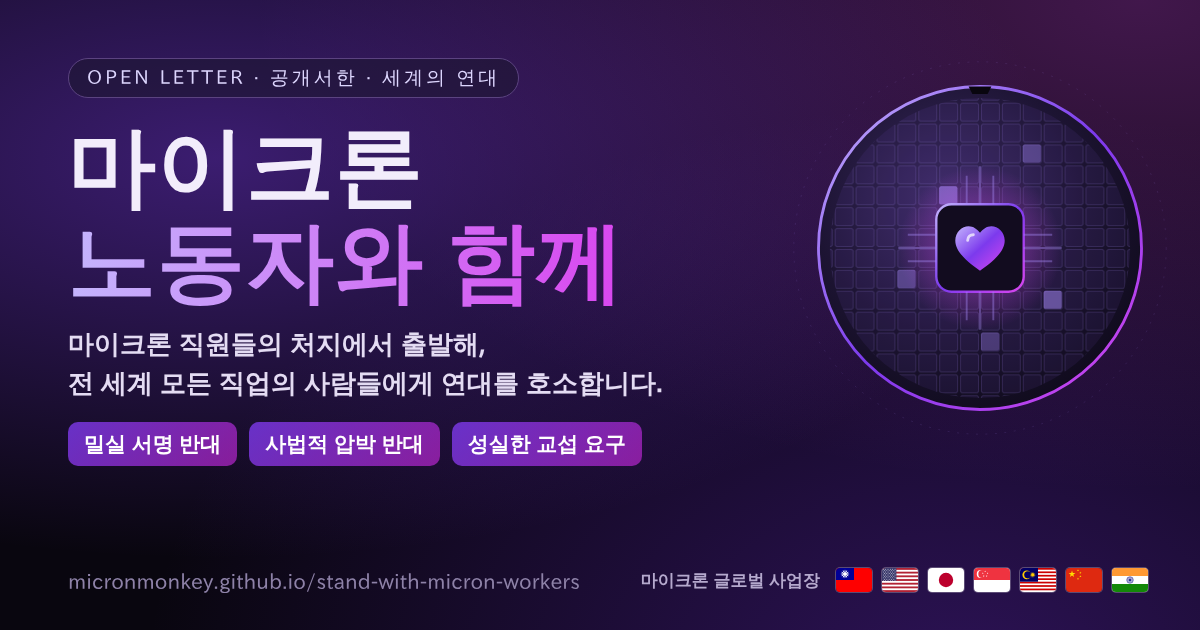 OPEN LETTER · 공개서한 · 세계의 연대
마이크론
노동자와 함께
마이크론 직원들의 처지에서 출발해,
전 세계 모든 직업의 사람들에게 연대를 호소합니다.
밀실 서명 반대
사법적 압박 반대
성실한 교섭 요구
micronmonkey.github.io/stand-with-micron-workers
마이크론 글로벌 사업장